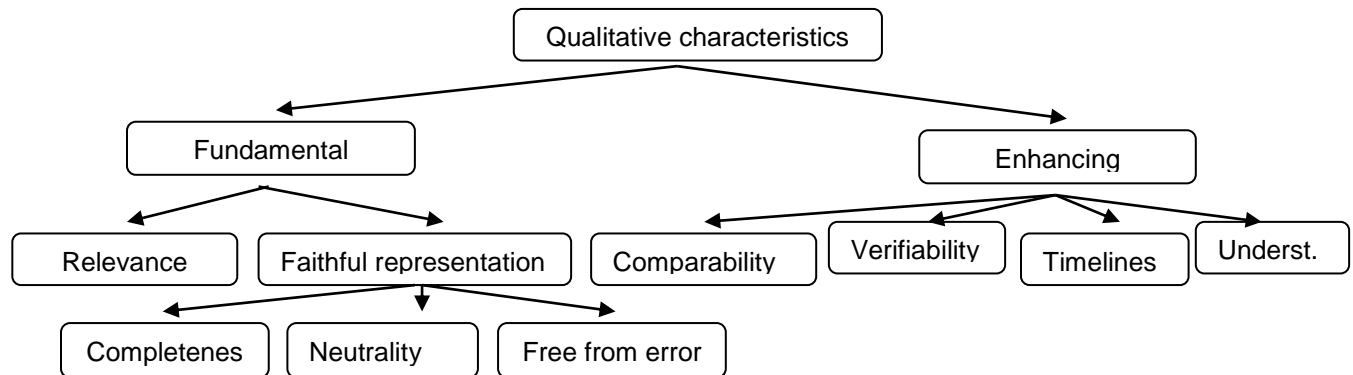 Qualitative characteristics
Fundamental
Enhancing
Relevance
Faithful representation
Comparability
Verifiability
Timelines
Underst.
Completenes
Neutrality
Free from error